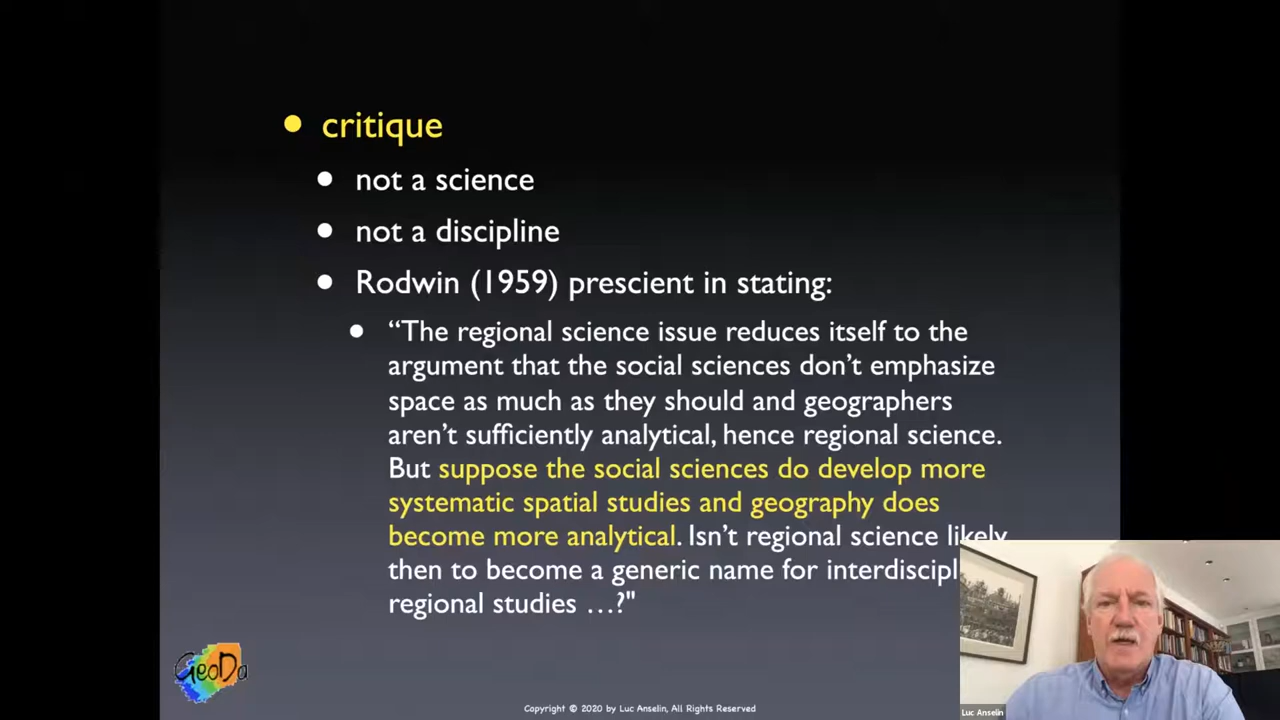 critique
not a science
not a discipline
Rodwin (1959) prescient in stating:
“The regional science issue reduces itself to the
argument that the social sciences don’t emphasize
space as much as they should and geographers
aren’t sufficiently analytical, hence regional science.
But suppose the social sciences do develop more
systematic spatial studies and geography does
become more analytical. Isn’t regional science likely
then to become a generic name for interdiscipl
regional studies …?"
GeoDa
Copyright © 2020 by Luc Anselin, All Rights Reserved
Luc Anselin